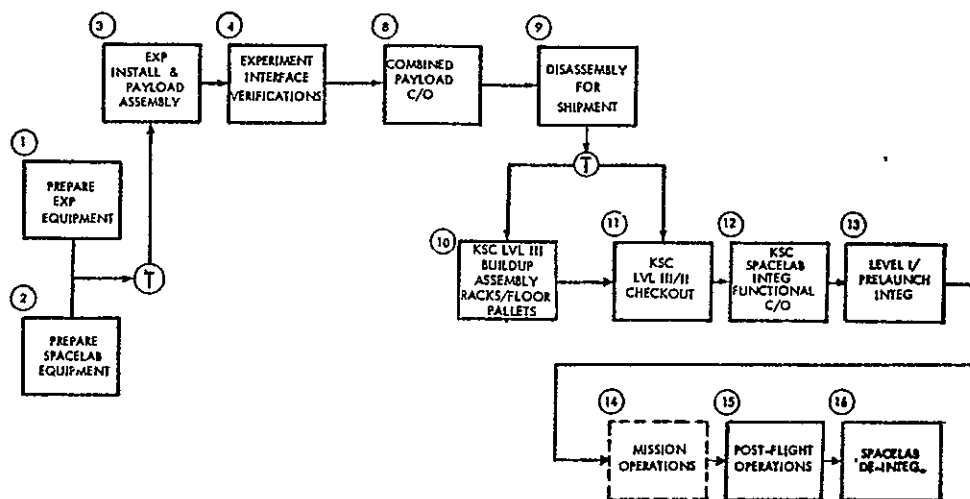 3
EXP
INSTALL &
PAYLOAD
ASSEMBLY
4
EXPERIMENT
INTERFACE
VERIFICATIONS
8
COMBINED
PAYLOAD
C/O
9
DISASSEMBLY
FOR
SHIPMENT
T
1
PREPARE
EXP
EQUIPMENT
T
2
PREPARE
SPACELAB
EQUIPMENT
10
KSC LVL III
BUILDUP
ASSEMBLY
RACKS/FLOOR
PALLETS
11
KSC
LVL III/II
CHECKOUT
12
KSC
SPACELAB
INTEG
FUNCTIONAL
C/O
13
LEVEL I/
PRELAUNCH
INTEG
14
MISSION
OPERATIONS
15
POST-FLIGHT
OPERATIONS
16
SPACELAB
DE-INTEG.